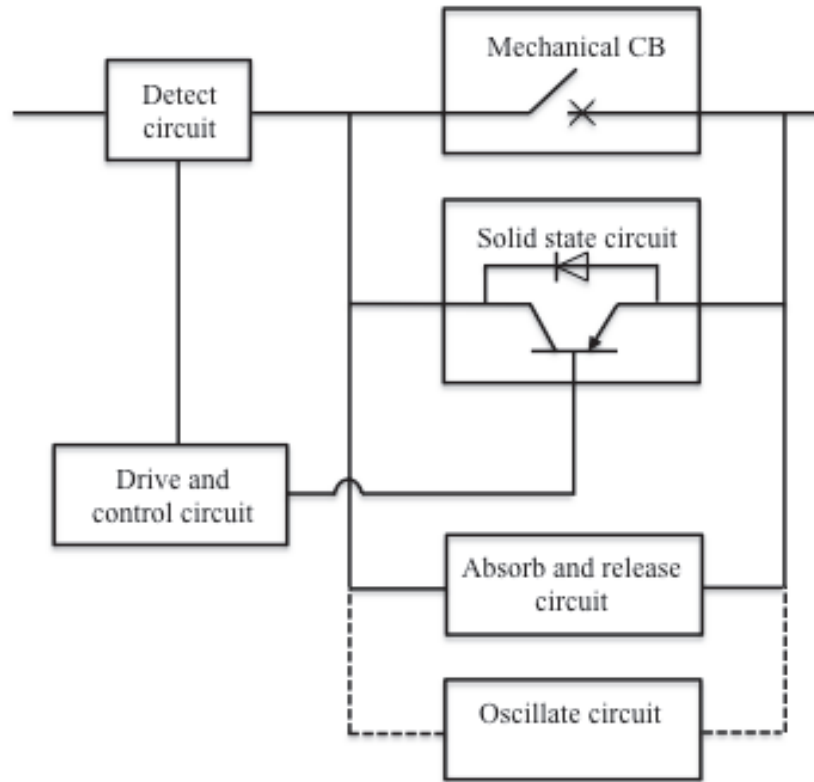 Mechanical CB
Detect
circuit
Solid state circuit
Drive and
control circuit
Absorb and release
circuit
Oscillate circuit